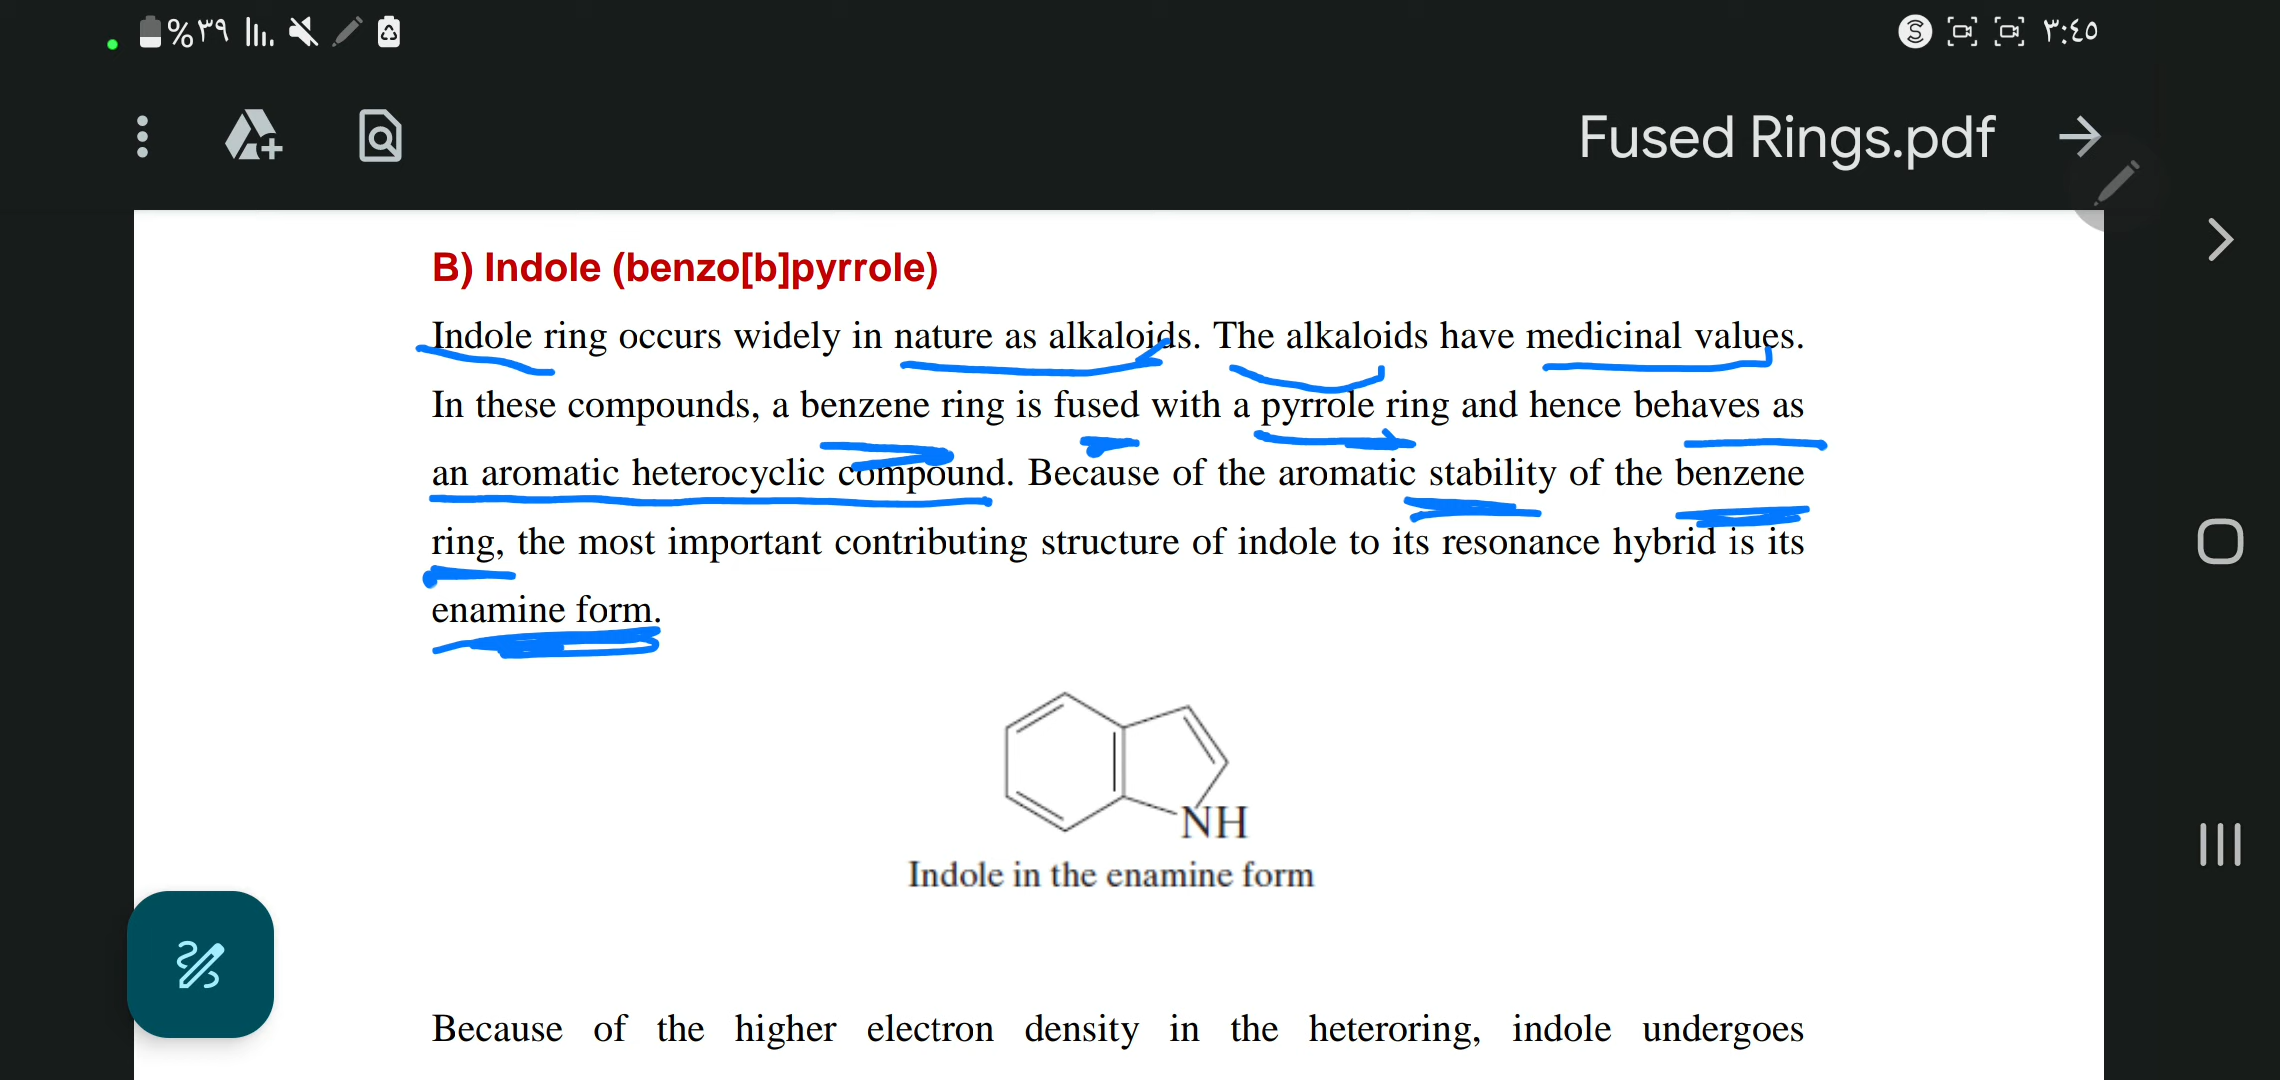 %٣٩
٣:٤٥
Fused Rings.pdf
B) Indole (benzo[b]pyrrole)
Indole ring occurs widely in nature as alkaloids. The alkaloids have medicinal values.
In these compounds, a benzene ring is fused with a pyrrole ring and hence behaves as
an aromatic heterocyclic compound. Because of the aromatic stability of the benzene
ring, the most important contributing structure of indole to its resonance hybrid is its
enamine form.
NH
Indole in the enamine form
Because of the higher electron density in the heteroring, indole undergoes